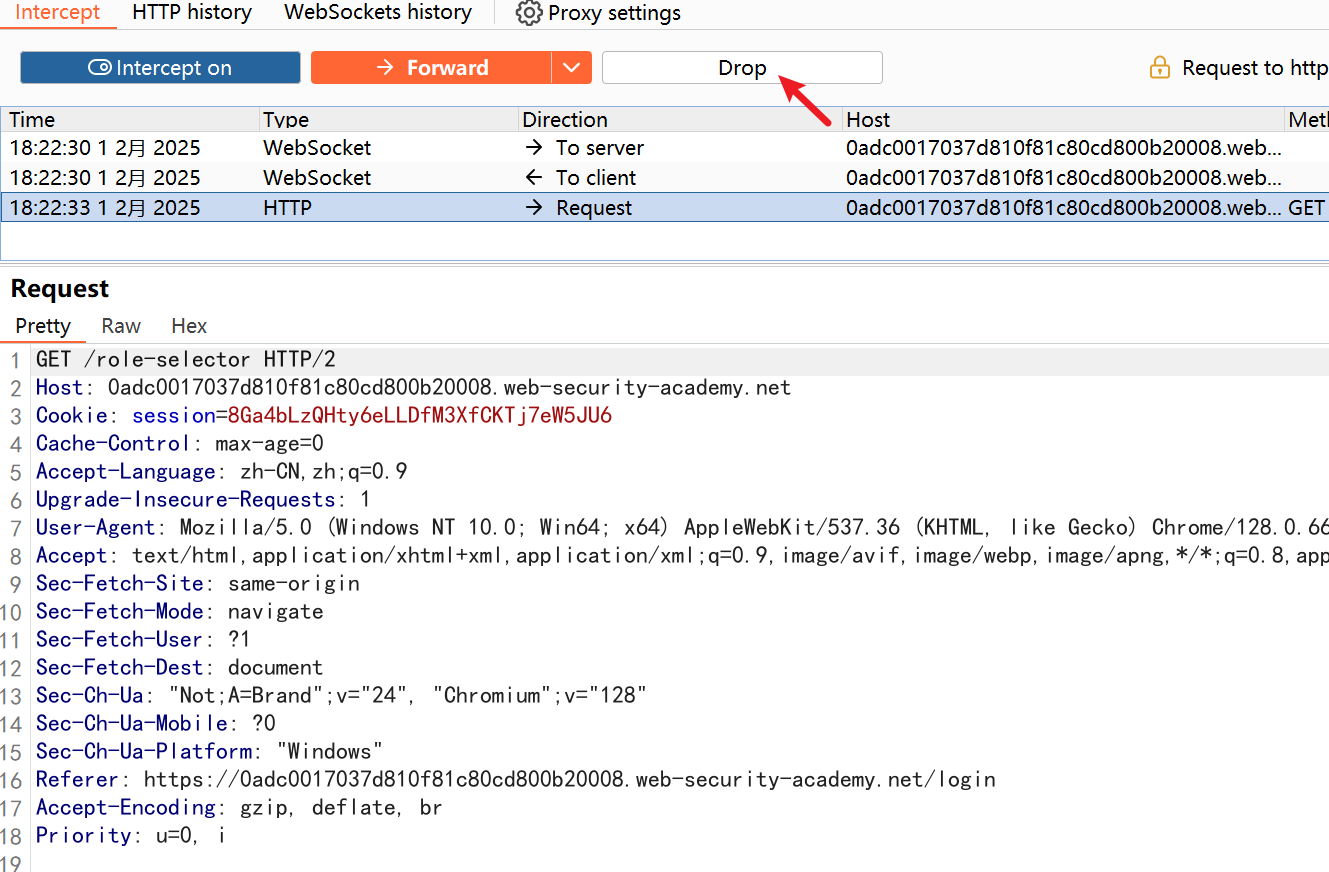 Intercept HTTP history WebSockets history Proxy settings
Intercept on → Forward Drop Request to http
Time Type Direction Host Meth
18:22:30 1 2月 2025 WebSocket → To server 0adc0017037d810f81c80cd800b20008.web...
18:22:30 1 2月 2025 WebSocket ← To client 0adc0017037d810f81c80cd800b20008.web...
18:22:33 1 2月 2025 HTTP → Request 0adc0017037d810f81c80cd800b20008.web... GET
Request
Pretty Raw Hex
1 GET /role-selector HTTP/2
2 Host: 0adc0017037d810f81c80cd800b20008.web-security-academy.net
3 Cookie: session=8Ga4bLzQHty6eLLDfM3XfCKTj7eW5JU6
4 Cache-Control: max-age=0
5 Accept-Language: zh-CN,zh;q=0.9
6 Upgrade-Insecure-Requests: 1
7 User-Agent: Mozilla/5.0 (Windows NT 10.0; Win64; x64) AppleWebKit/537.36 (KHTML, like Gecko) Chrome/128.0.66
8 Accept: text/html,application/xhtml+xml,application/xml;q=0.9,image/avif,image/webp,image/apng,*/*;q=0.8,app
9 Sec-Fetch-Site: same-origin
10 Sec-Fetch-Mode: navigate
11 Sec-Fetch-User: ?1
12 Sec-Fetch-Dest: document
13 Sec-Ch-Ua: "Not;A=Brand";v="24", "Chromium";v="128"
14 Sec-Ch-Ua-Mobile: ?0
15 Sec-Ch-Ua-Platform: "Windows"
16 Referer: https://0adc0017037d810f81c80cd800b20008.web-security-academy.net/login
17 Accept-Encoding: gzip, deflate, br
18 Priority: u=0, i
19